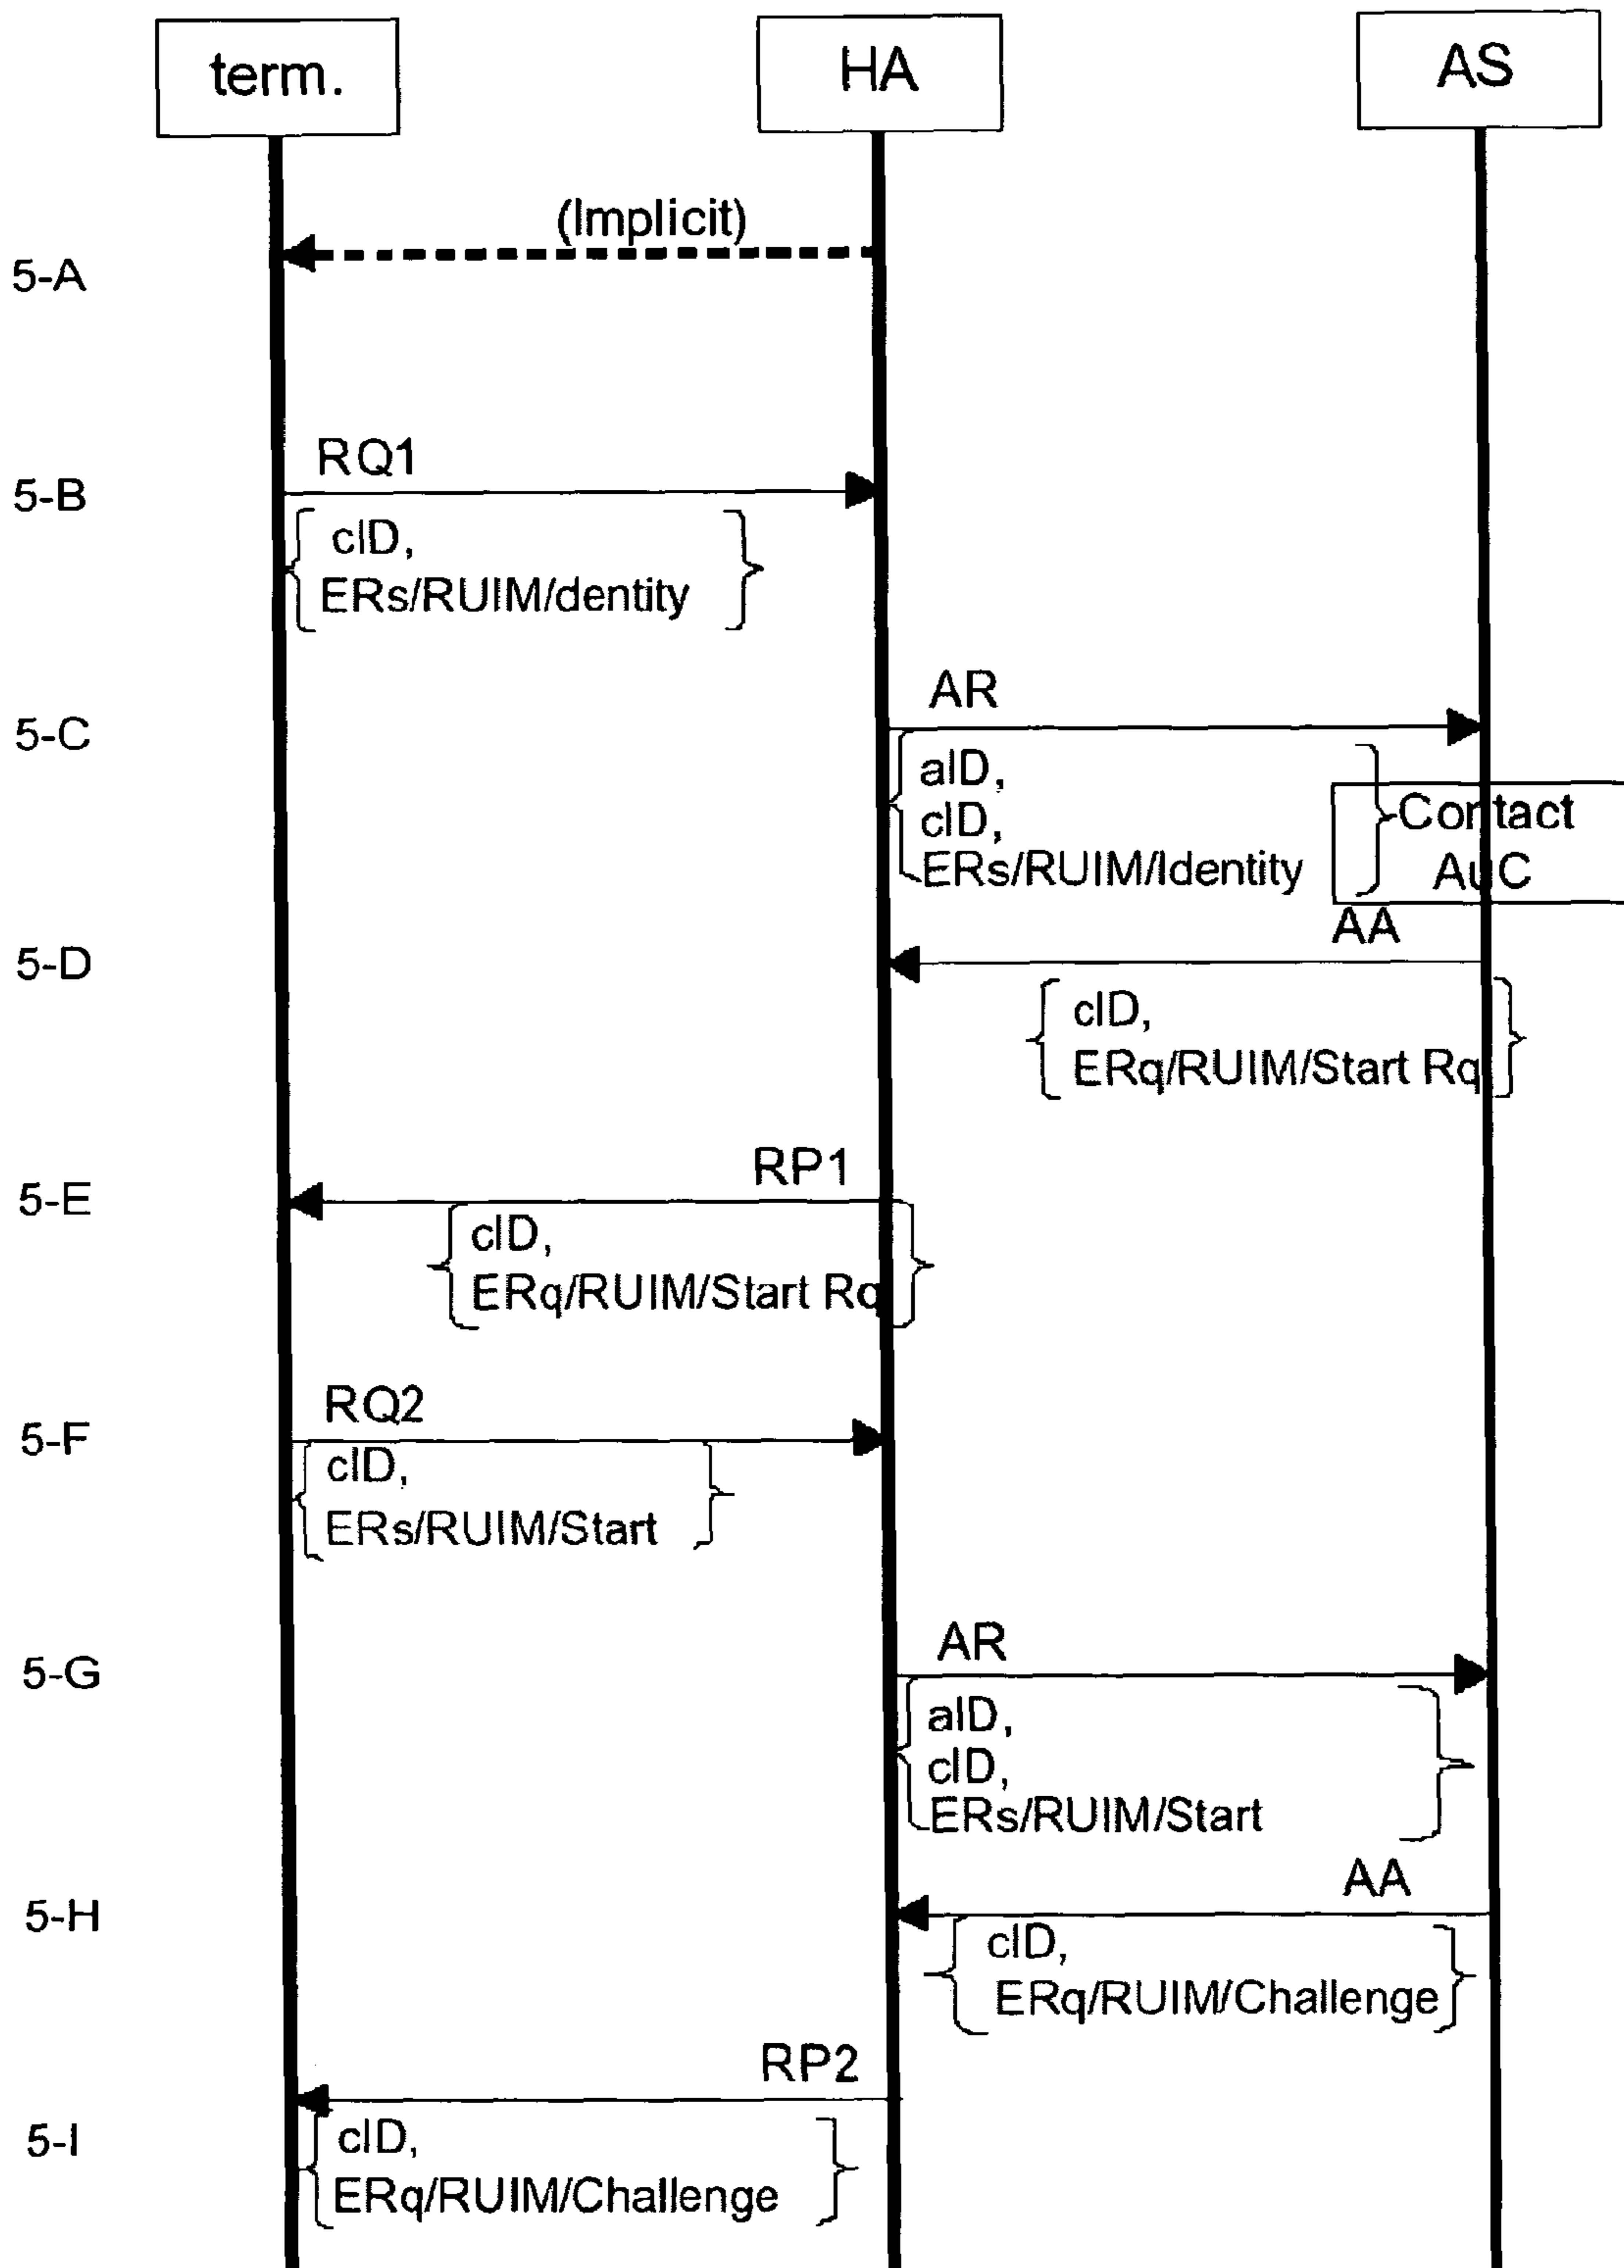 term.
HA
AS
(Implicit)
5-A
RQ1
5-B
cID,
ERs/RUIM/dentity
AR
5-C
aID,
cID,
ERs/RUIM/Identity
Contact
AuC
AA
5-D
cID,
ERq/RUIM/Start Rq
RP1
5-E
cID,
ERq/RUIM/Start Rq
RQ2
5-F
cID,
ERs/RUIM/Start
AR
5-G
aID,
cID,
ERs/RUIM/Start
AA
5-H
cID,
ERq/RUIM/Challenge
RP2
5-I
cID,
ERq/RUIM/Challenge